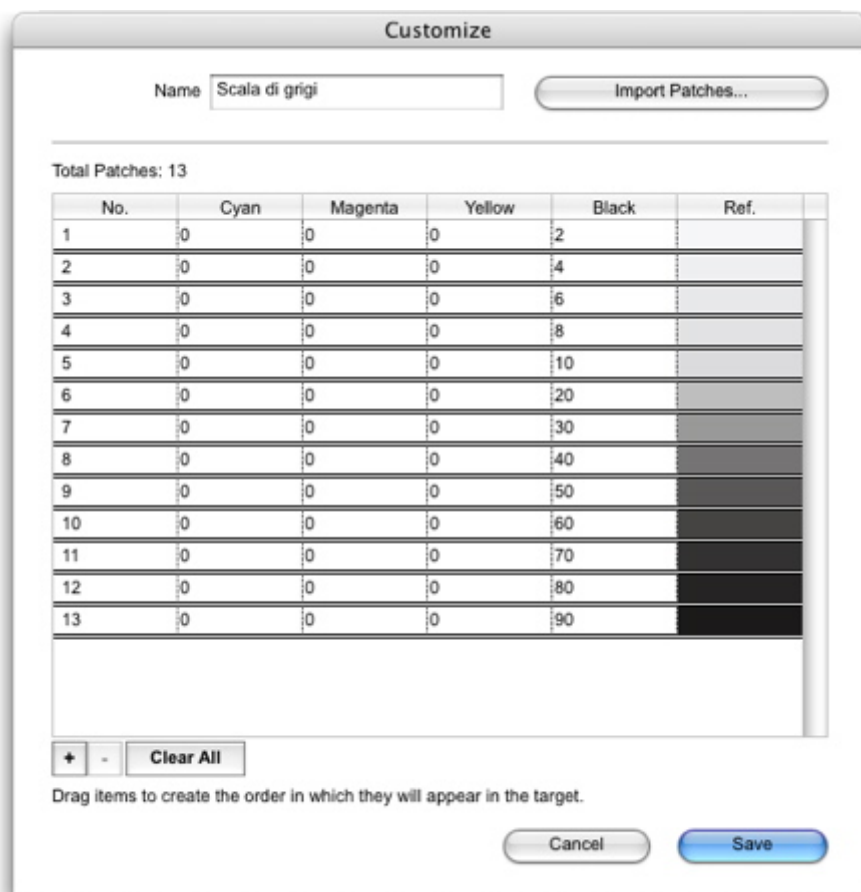 Customize
Name Scala di grigi Import Patches...
Total Patches: 13
No. Cyan Magenta Yellow Black Ref.
1 0 0 0 2
2 0 0 0 4
3 0 0 0 6
4 0 0 0 8
5 0 0 0 10
6 0 0 0 20
7 0 0 0 30
8 0 0 0 40
9 0 0 0 50
10 0 0 0 60
11 0 0 0 70
12 0 0 0 80
13 0 0 0 90
+ - Clear All
Drag items to create the order in which they will appear in the target.
Cancel Save